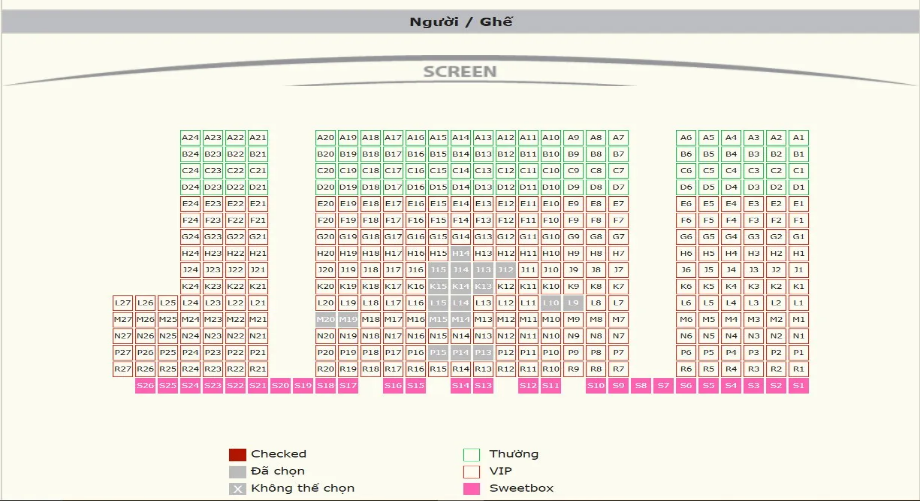 Người / Ghế
SCREEN
A24 A23 A22 A21 A20 A19 A18 A17 A16 A15 A14 A13 A12 A11 A10 A9 A8 A7 A6 A5 A4 A3 A2 A1
B24 B23 B22 B21 B20 B19 B18 B17 B16 B15 B14 B13 B12 B11 B10 B9 B8 B7 B6 B5 B4 B3 B2 B1
C24 C23 C22 C21 C20 C19 C18 C17 C16 C15 C14 C13 C12 C11 C10 C9 C8 C7 C6 C5 C4 C3 C2 C1
D24 D23 D22 D21 D20 D19 D18 D17 D16 D15 D14 D13 D12 D11 D10 D9 D8 D7 D6 D5 D4 D3 D2 D1
E24 E23 E22 E21 E20 E19 E18 E17 E16 E15 E14 E13 E12 E11 E10 E9 E8 E7 E6 E5 E4 E3 E2 E1
F24 F23 F22 F21 F20 F19 F18 F17 F16 F15 F14 F13 F12 F11 F10 F9 F8 F7 F6 F5 F4 F3 F2 F1
G24 G23 G22 G21 G20 G19 G18 G17 G16 G15 G14 G13 G12 G11 G10 G9 G8 G7 G6 G5 G4 G3 G2 G1
H24 H23 H22 H21 H20 H19 H18 H17 H16 H15 H14 H13 H12 H11 H10 H9 H8 H7 H6 H5 H4 H3 H2 H1
J24 J23 J22 J21 J20 J19 J18 J17 J16 J15 J14 J13 J12 J11 J10 J9 J8 J7 J6 J5 J4 J3 J2 J1
K24 K23 K22 K21 K20 K19 K18 K17 K16 K15 K14 K13 K12 K11 K10 K9 K8 K7 K6 K5 K4 K3 K2 K1
L27 L26 L25 L24 L23 L22 L21 L20 L19 L18 L17 L16 L15 L14 L13 L12 L11 L10 L9 L8 L7 L6 L5 L4 L3 L2 L1
M27 M26 M25 M24 M23 M22 M21 M20 M19 M18 M17 M16 M15 M14 M13 M12 M11 M10 M9 M8 M7 M6 M5 M4 M3 M2 M1
N27 N26 N25 N24 N23 N22 N21 N20 N19 N18 N17 N16 N15 N14 N13 N12 N11 N10 N9 N8 N7 N6 N5 N4 N3 N2 N1
P27 P26 P25 P24 P23 P22 P21 P20 P19 P18 P17 P16 P15 P14 P13 P12 P11 P10 P9 P8 P7 P6 P5 P4 P3 P2 P1
R27 R26 R25 R24 R23 R22 R21 R20 R19 R18 R17 R16 R15 R14 R13 R12 R11 R10 R9 R8 R7 R6 R5 R4 R3 R2 R1
S26 S25 S24 S23 S22 S21 S20 S19 S18 S17 S16 S15 S14 S13 S12 S11 S10 S9 S8 S7 S6 S5 S4 S3 S2 S1
Checked Thường
Đã chọn VIP
Không thể chọn Sweetbox